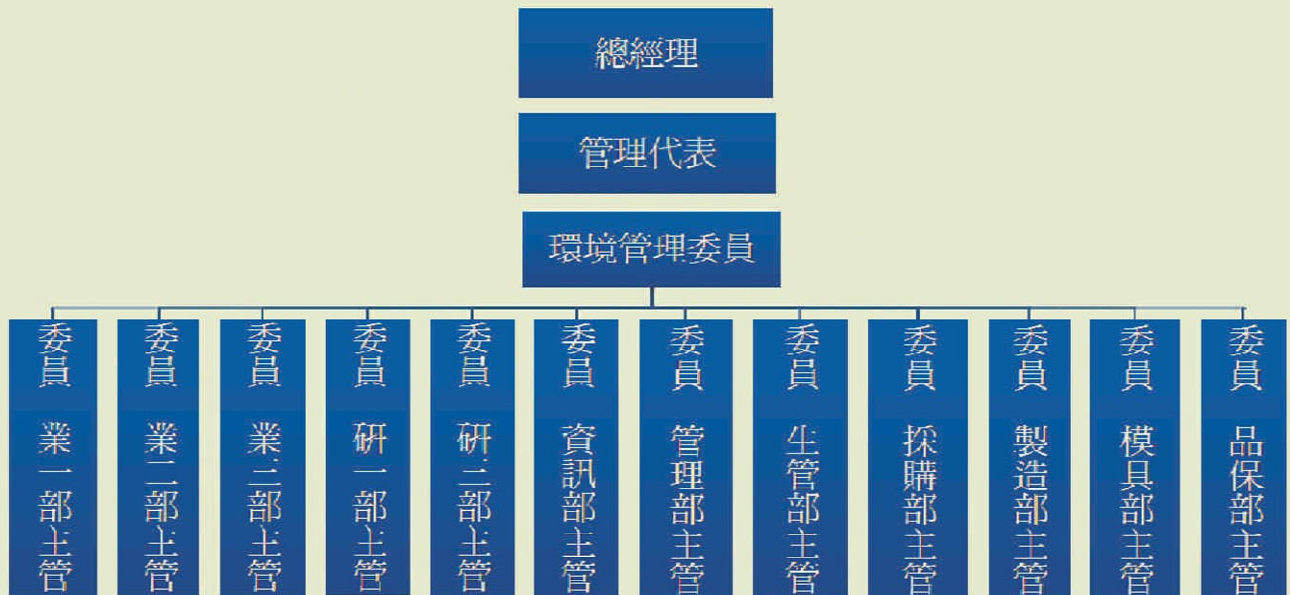 總經理
管理代表
環境管理委員
委員 業一部主管
委員 業二部主管
委員 業三部主管
委員 研一部主管
委員 研二部主管
委員 資訊部主管
委員 管理部主管
委員 生管部主管
委員 採購部主管
委員 製造部主管
委員 模具部主管
委員 品保部主管